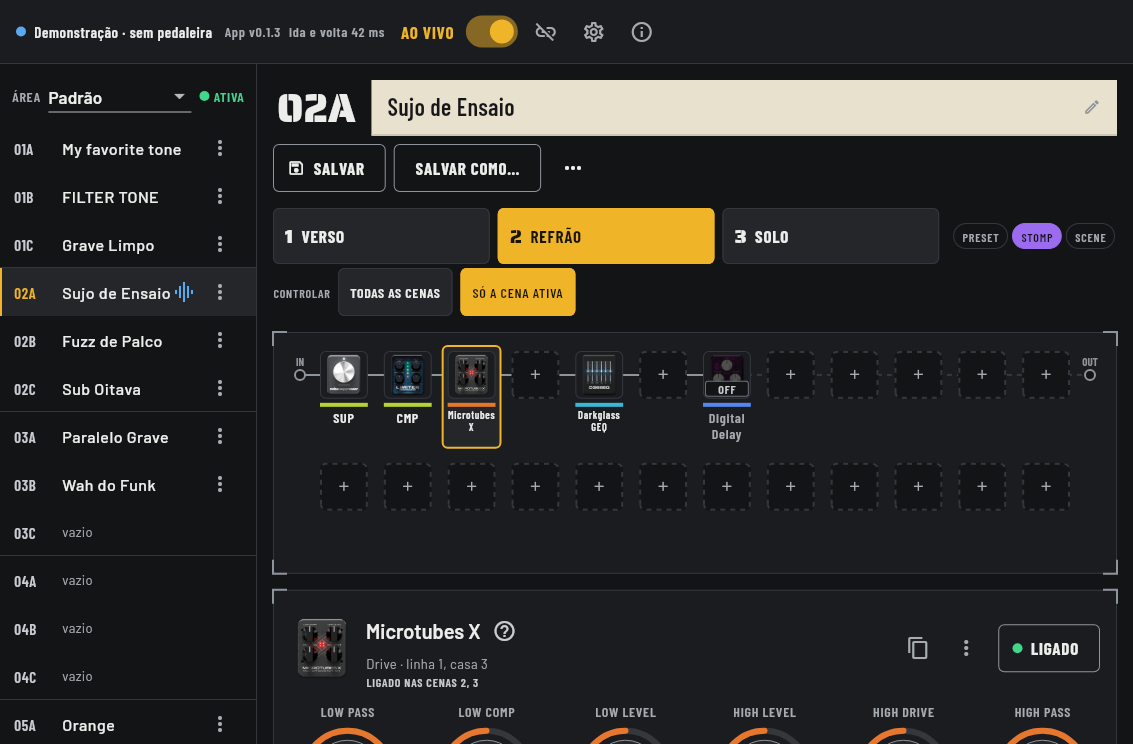 Demonstração · sem pedaleira App v0.1.3 Ida e volta 42 ms AO VIVO
ÁREA Padrão ATIVA
01A My favorite tone
01B FILTER TONE
01C Grave Limpo
02A Sujo de Ensaio
02B Fuzz de Palco
02C Sub Oitava
03A Paralelo Grave
03B Wah do Funk
03C vazio
04A vazio
04B vazio
04C vazio
05A Orange
02A Sujo de Ensaio
SALVAR SALVAR COMO...
1 VERSO 2 REFRÃO 3 SOLO PRESET STOMP SCENE
CONTROLAR TODAS AS CENAS SÓ A CENA ATIVA
IN OUT
OFF
SUP CMP Microtubes X Darkglass GEQ Digital Delay
Microtubes X
Drive · linha 1, casa 3
LIGADO NAS CENAS 2, 3
LIGADO
LOW PASS LOW COMP LOW LEVEL HIGH LEVEL HIGH DRIVE HIGH PASS